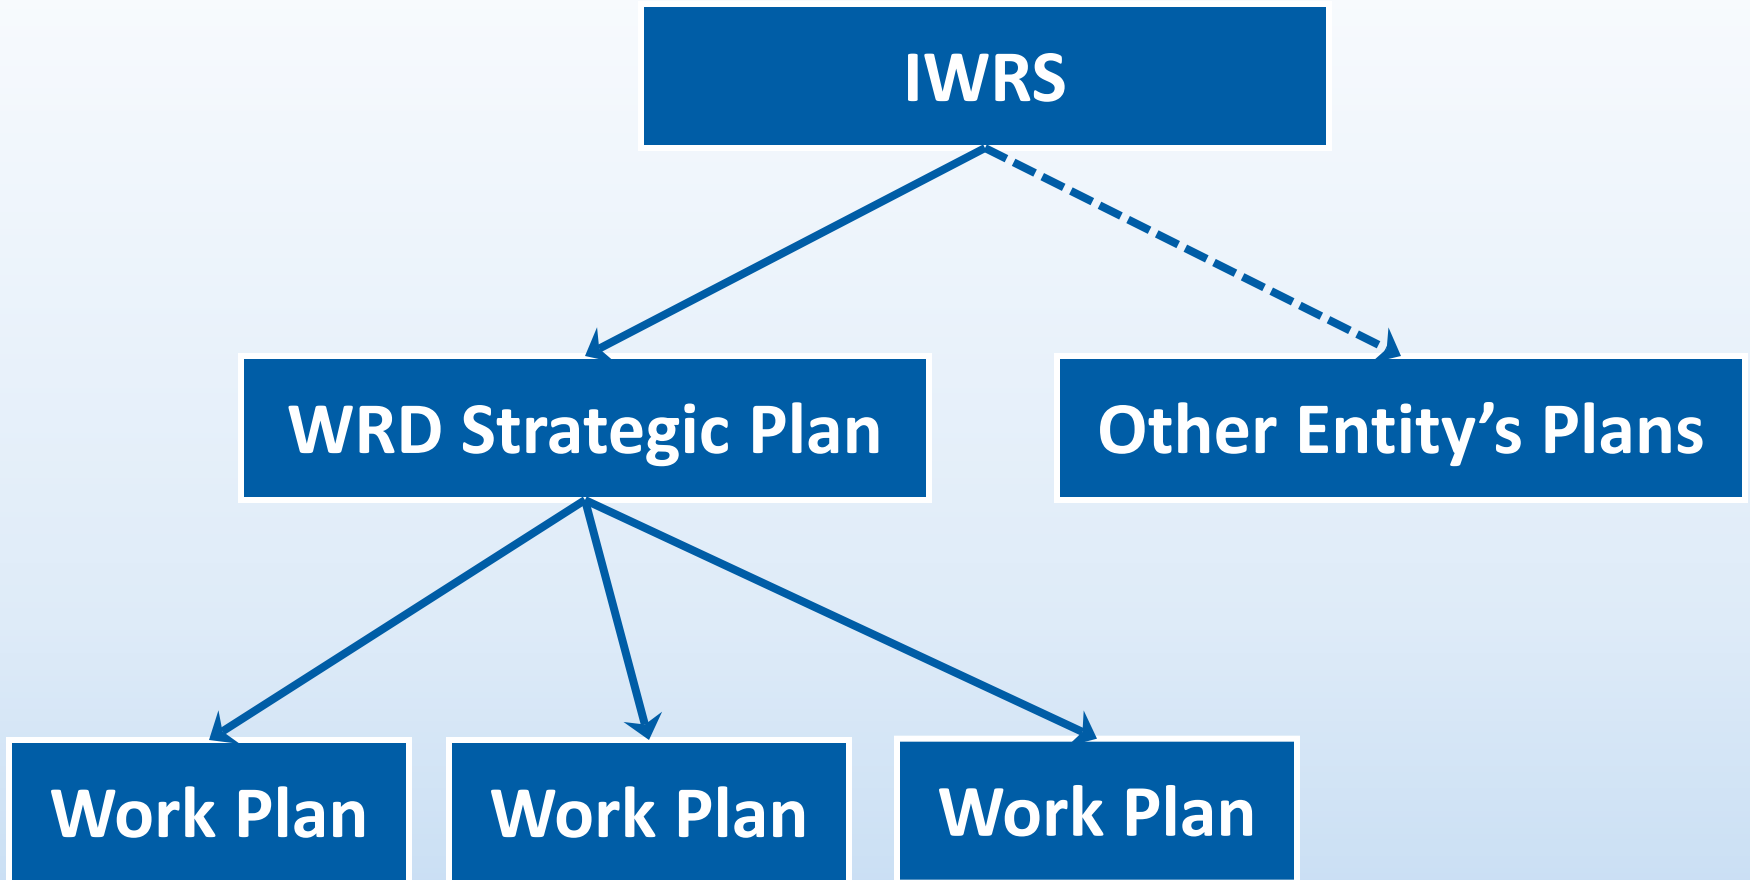 IWRS
WRD Strategic Plan
Other Entity’s Plans
Work Plan
Work Plan
Work Plan